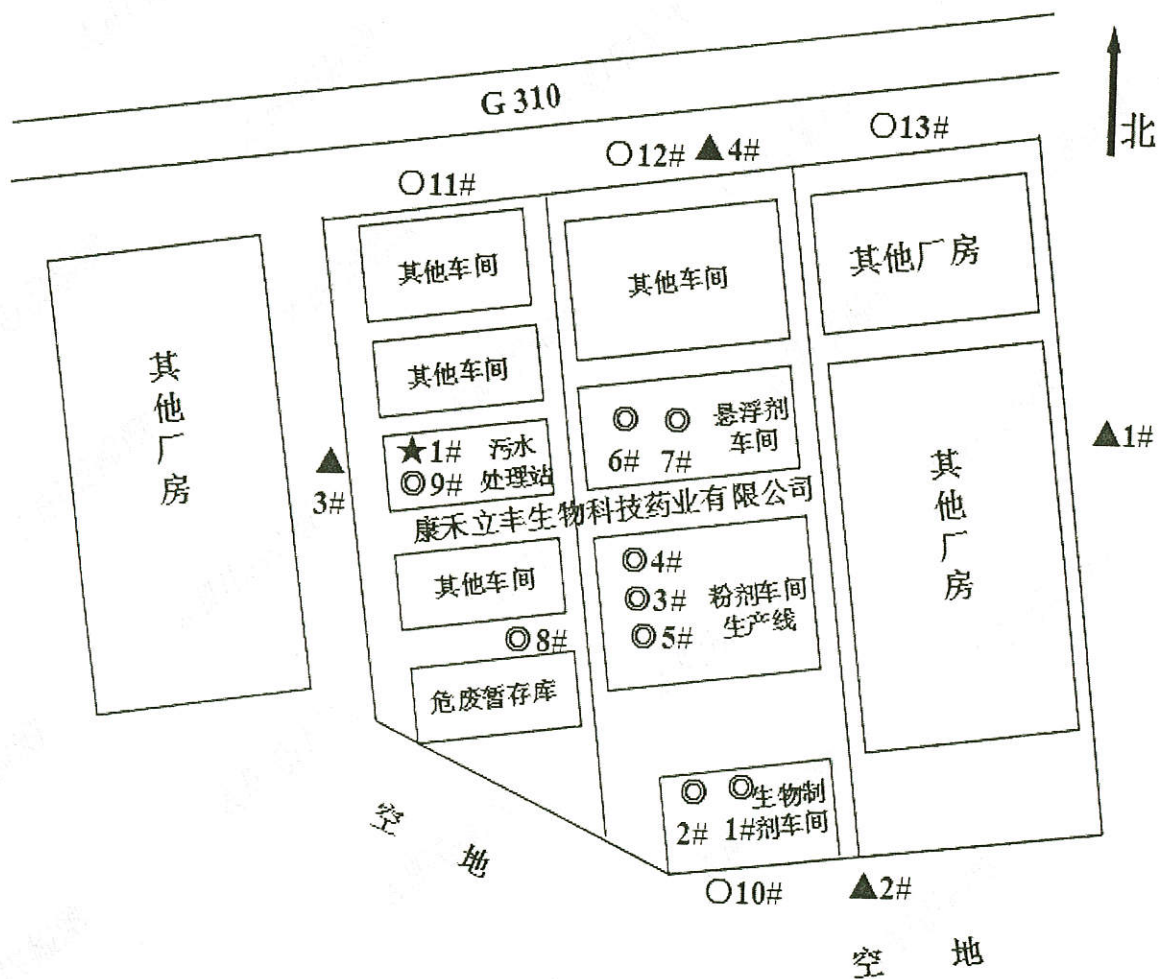 G 310
北
○13#
○12# ▲4#
○11#
其他车间
其他车间
其他厂房
其他厂房
其他车间
◎ ◎ 悬浮剂
6# 7# 车间
★1# 污水
◎9# 处理站
▲
3#
▲1#
其他厂房
康禾立丰生物科技药业有限公司
其他车间
◎4#
◎3# 粉剂车间
◎5# 生产线
◎8#
危废暂存库
◎ ◎生物制
2# 1#剂车间
空地
○10# ▲2#
空 地